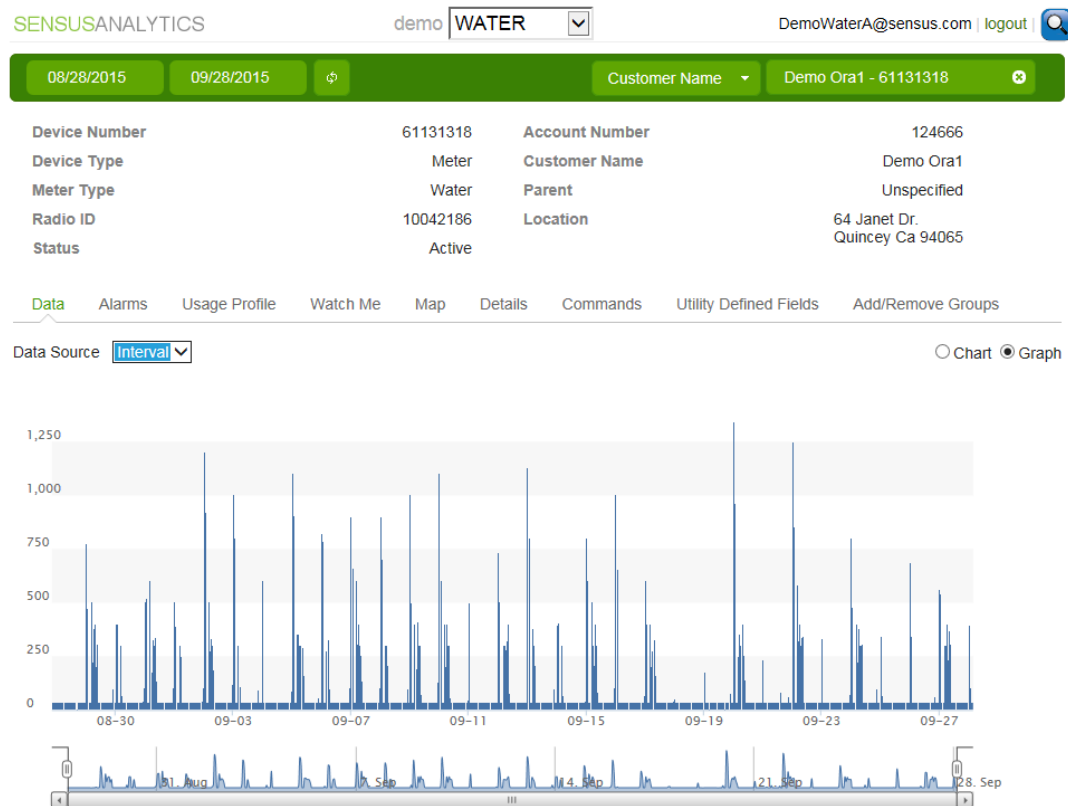 SENSUSANALYTICS demo WATER DemoWaterA@sensus.com | logout |
08/28/2015 09/28/2015 Customer Name Demo Ora1 - 61131318
Device Number 61131318 Account Number 124666
Device Type Meter Customer Name Demo Ora1
Meter Type Water Parent Unspecified
Radio ID 10042186 Location 64 Janet Dr.
Quincey Ca 94065
Status Active
Data Alarms Usage Profile Watch Me Map Details Commands Utility Defined Fields Add/Remove Groups
Data Source Interval Chart Graph
1,250
1,000
750
500
250
0
08-30 09-03 09-07 09-11 09-15 09-19 09-23 09-27
31. Aug 7. Sep 14. Sep 21. Sep 28. Sep